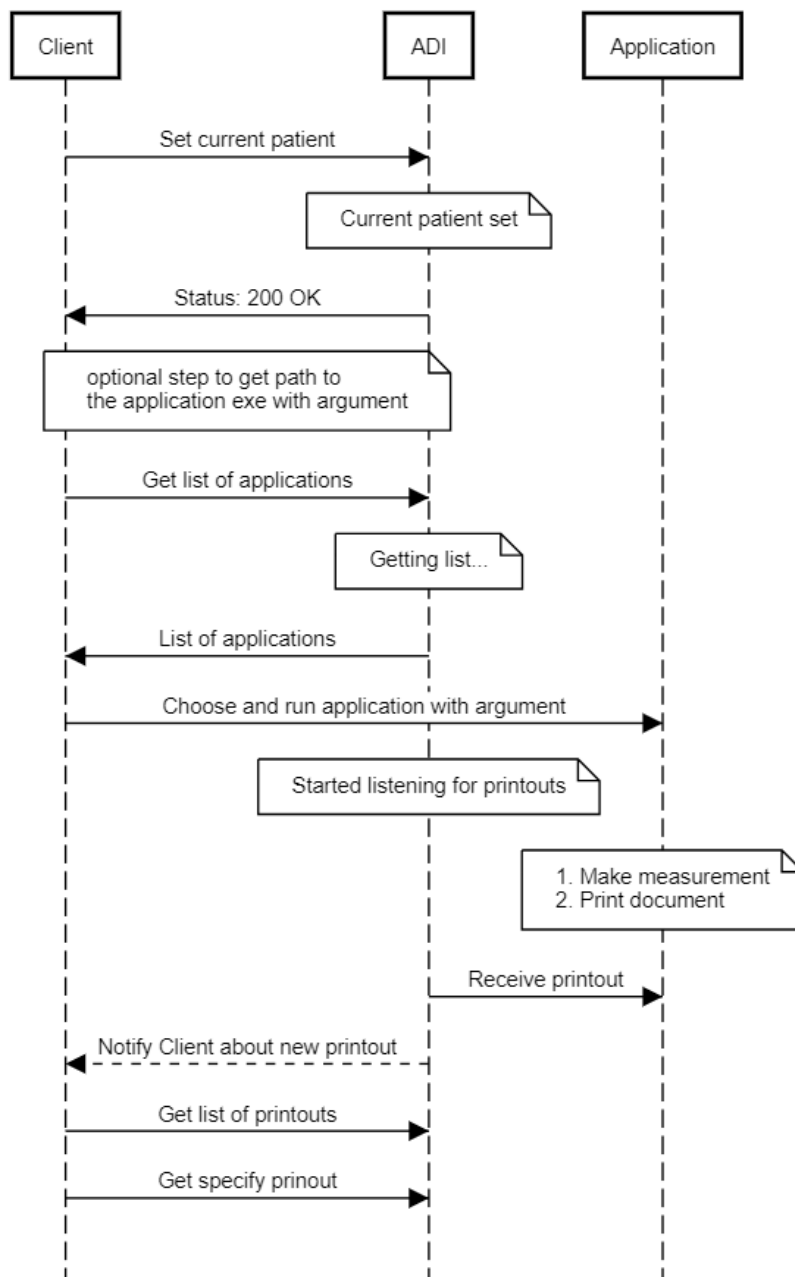 Client
ADI
Application
Set current patient
Current patient set
Status: 200 OK
optional step to get path to
the application exe with argument
Get list of applications
Getting list...
List of applications
Choose and run application with argument
Started listening for printouts
1. Make measurement
2. Print document
Receive printout
Notify Client about new printout
Get list of printouts
Get specify prinout